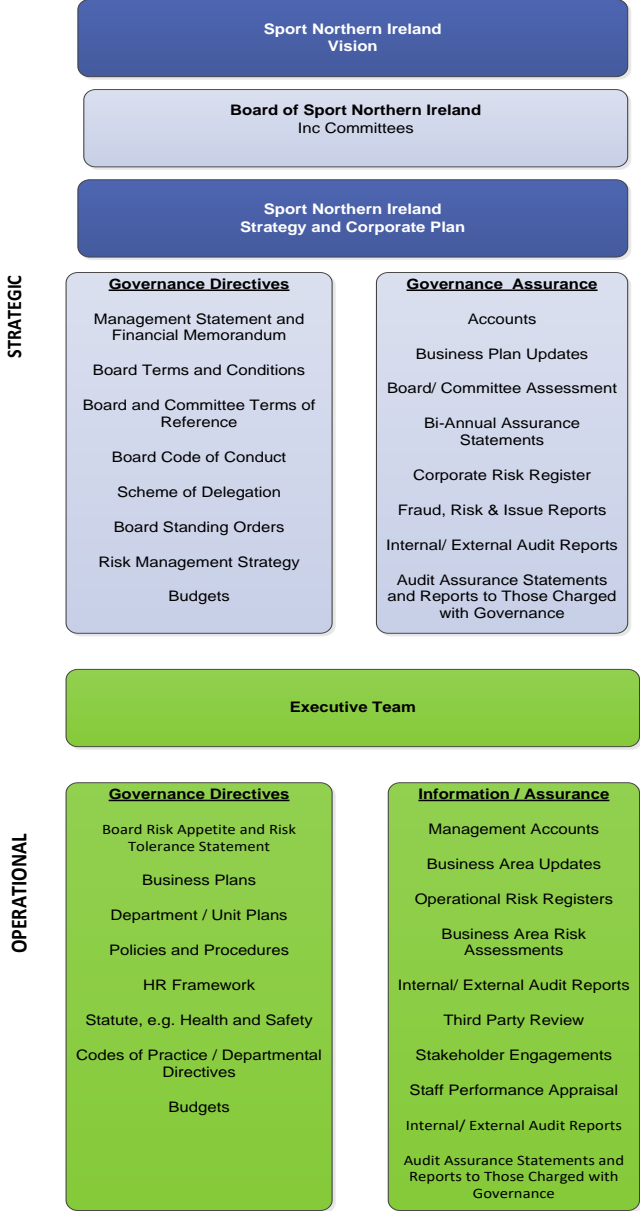 Sport Northern Ireland
Vision
Board of Sport Northern Ireland
Inc Committees
Sport Northern Ireland
Strategy and Corporate Plan
STRATEGIC
Governance Directives
Management Statement and
Financial Memorandum
Board Terms and Conditions
Board and Committee Terms of
Reference
Board Code of Conduct
Scheme of Delegation
Board Standing Orders
Risk Management Strategy
Budgets
Governance Assurance
Accounts
Business Plan Updates
Board/ Committee Assessment
Bi-Annual Assurance
Statements
Corporate Risk Register
Fraud, Risk & Issue Reports
Internal/ External Audit Reports
Audit Assurance Statements
and Reports to Those Charged
with Governance
Executive Team
OPERATIONAL
Governance Directives
Board Risk Appetite and Risk
Tolerance Statement
Business Plans
Department / Unit Plans
Policies and Procedures
HR Framework
Statute, e.g. Health and Safety
Codes of Practice / Departmental
Directives
Budgets
Information / Assurance
Management Accounts
Business Area Updates
Operational Risk Registers
Business Area Risk
Assessments
Internal/ External Audit Reports
Third Party Review
Stakeholder Engagements
Staff Performance Appraisal
Internal/ External Audit Reports
Audit Assurance Statements and
Reports to Those Charged with
Governance